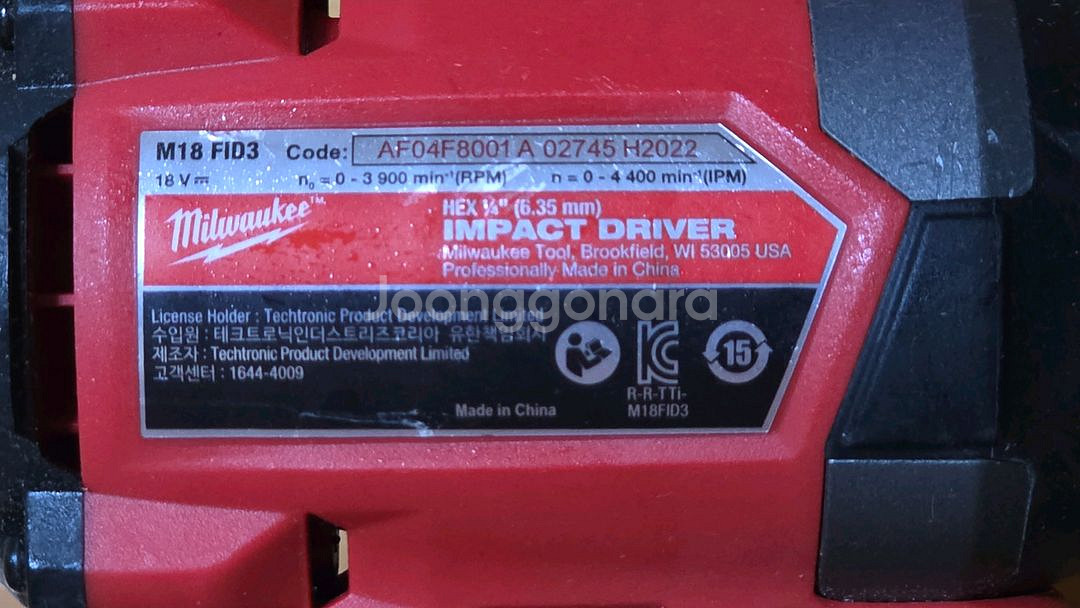 M18 FID3 Code: AF04F8001 A 02745 H2022
18 V n₀ = 0 - 3 900 min⁻¹(RPM) n = 0 - 4 400 min⁻¹(IPM)
Milwaukee™
HEX ¼" (6.35 mm)
IMPACT DRIVER
Milwaukee Tool, Brookfield, WI 53005 USA
Professionally Made in China
Joonggonara
License Holder : Techtronic Product Development Limited
수입원 : 테크트로닉인더스트리즈코리아 유한책임회사
제조자 : Techtronic Product Development Limited
고객센터 : 1644-4009
15
R-R-TTi-
M18FID3
Made in China